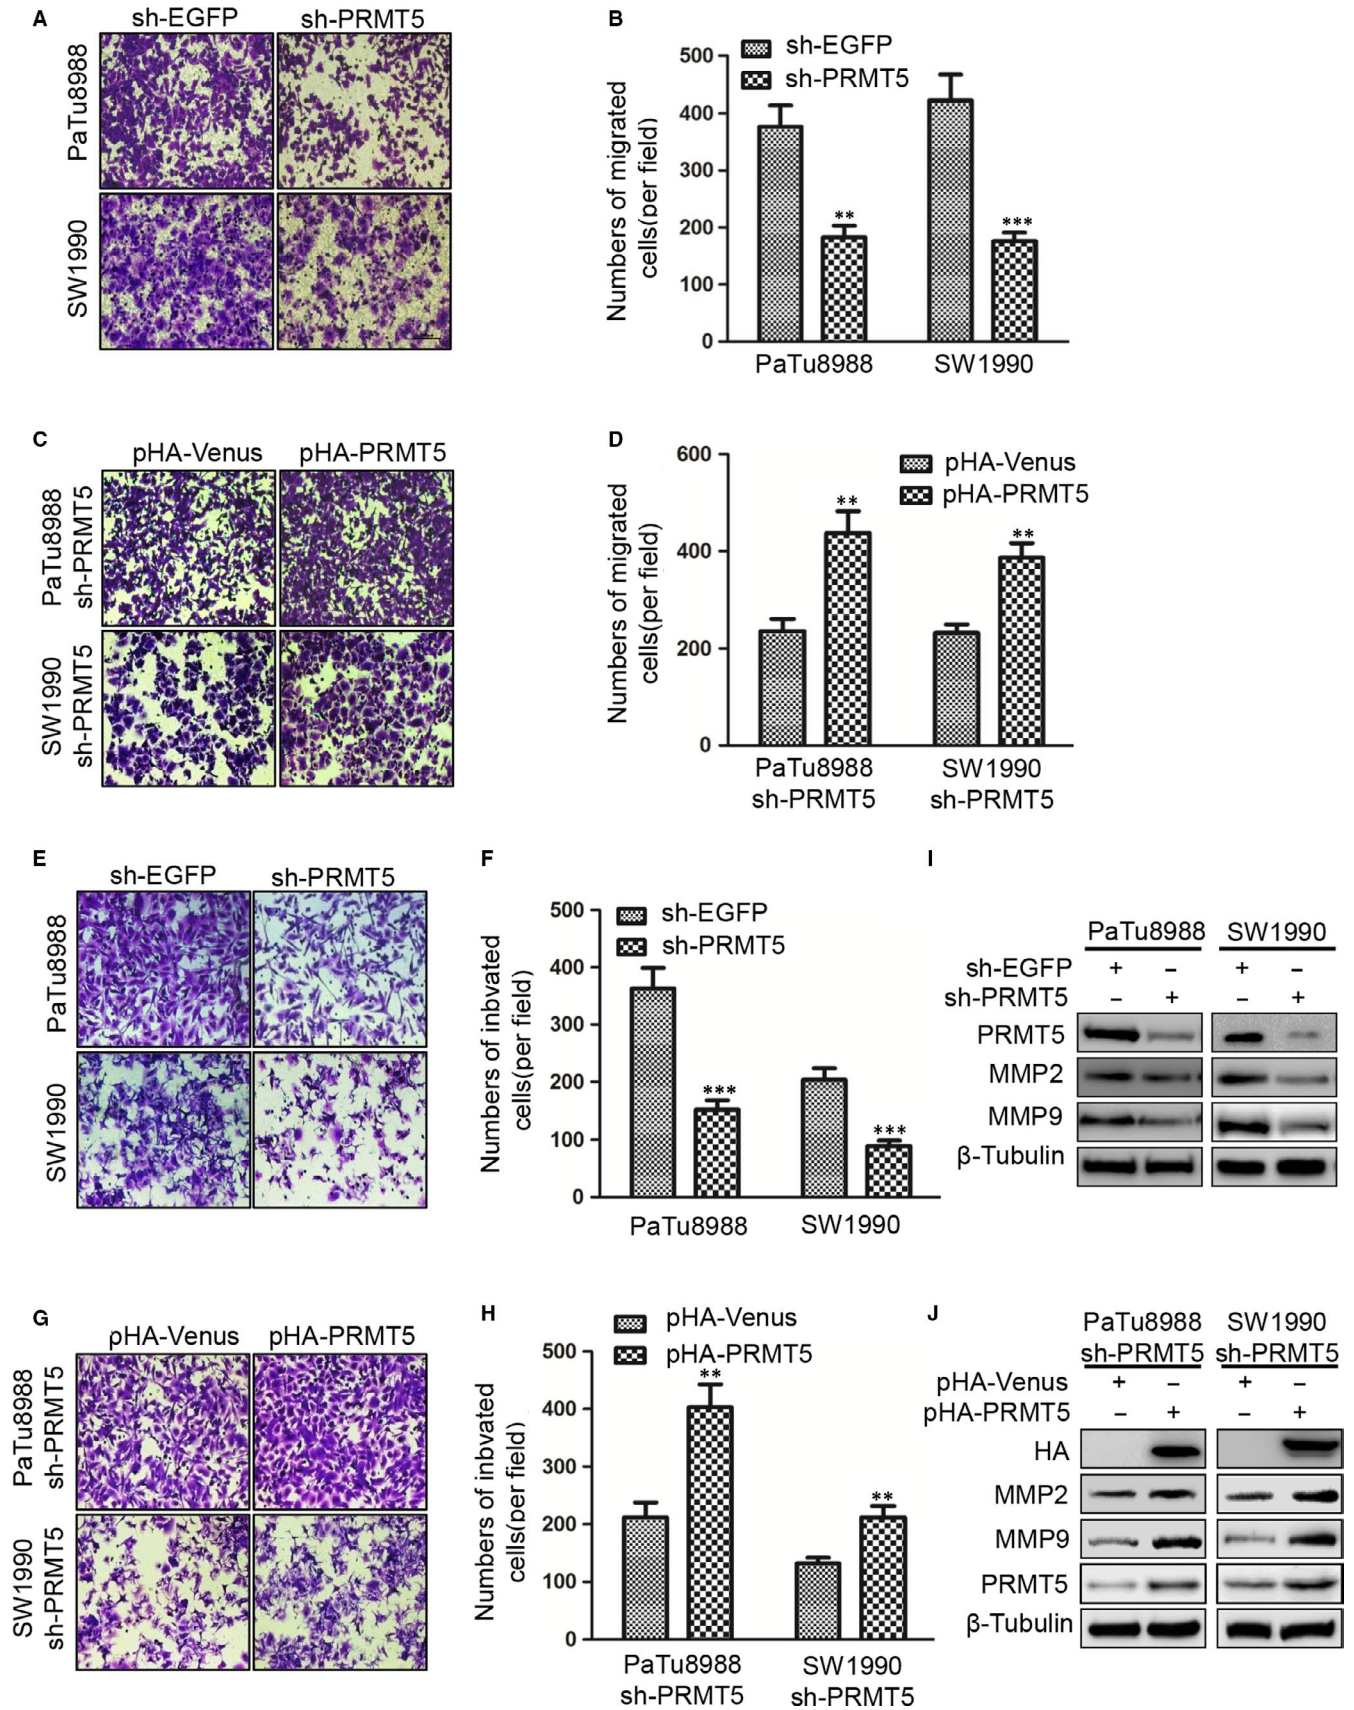 A
sh-EGFP sh-PRMT5
PaTu8988
SW1990
B
sh-EGFP
sh-PRMT5
Numbers of migrated
cells(per field)
500
400
300
200
100
0
** ***
PaTu8988 SW1990
C
pHA-Venus pHA-PRMT5
PaTu8988
sh-PRMT5
SW1990
sh-PRMT5
D
pHA-Venus
pHA-PRMT5
Numbers of migrated
cells(per field)
600
400
200
0
** **
PaTu8988 SW1990
sh-PRMT5 sh-PRMT5
E
sh-EGFP sh-PRMT5
PaTu8988
SW1990
F
sh-EGFP
sh-PRMT5
Numbers of inbvated
cells(per field)
500
400
300
200
100
0
*** ***
PaTu8988 SW1990
I
PaTu8988 SW1990
sh-EGFP + – + –
sh-PRMT5 – + – +
PRMT5
MMP2
MMP9
β-Tubulin
G
pHA-Venus pHA-PRMT5
PaTu8988
sh-PRMT5
SW1990
sh-PRMT5
H
pHA-Venus
pHA-PRMT5
Numbers of inbvated
cells(per field)
500
400
300
200
100
0
** **
PaTu8988 SW1990
sh-PRMT5 sh-PRMT5
J
PaTu8988 SW1990
sh-PRMT5 sh-PRMT5
pHA-Venus + – + –
pHA-PRMT5 – + – +
HA
MMP2
MMP9
PRMT5
β-Tubulin